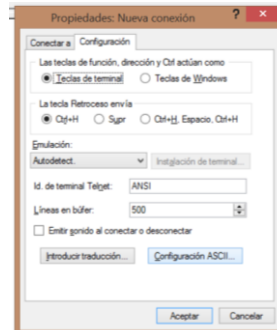 Propiedades: Nueva conexión
Conectar a Configuración
Las teclas de función, dirección y Ctrl actúan como
Teclas de terminal Teclas de Windows
La tecla Retroceso envía
Ctrl+H Supr Ctrl+H, Espacio, Ctrl+H
Emulación:
Autodetect. Instalación de terminal...
Id. de terminal Telnet: ANSI
Líneas en búfer: 500
Emitir sonido al conectar o desconectar
Introducir traducción... Configuración ASCII...
Aceptar Cancelar